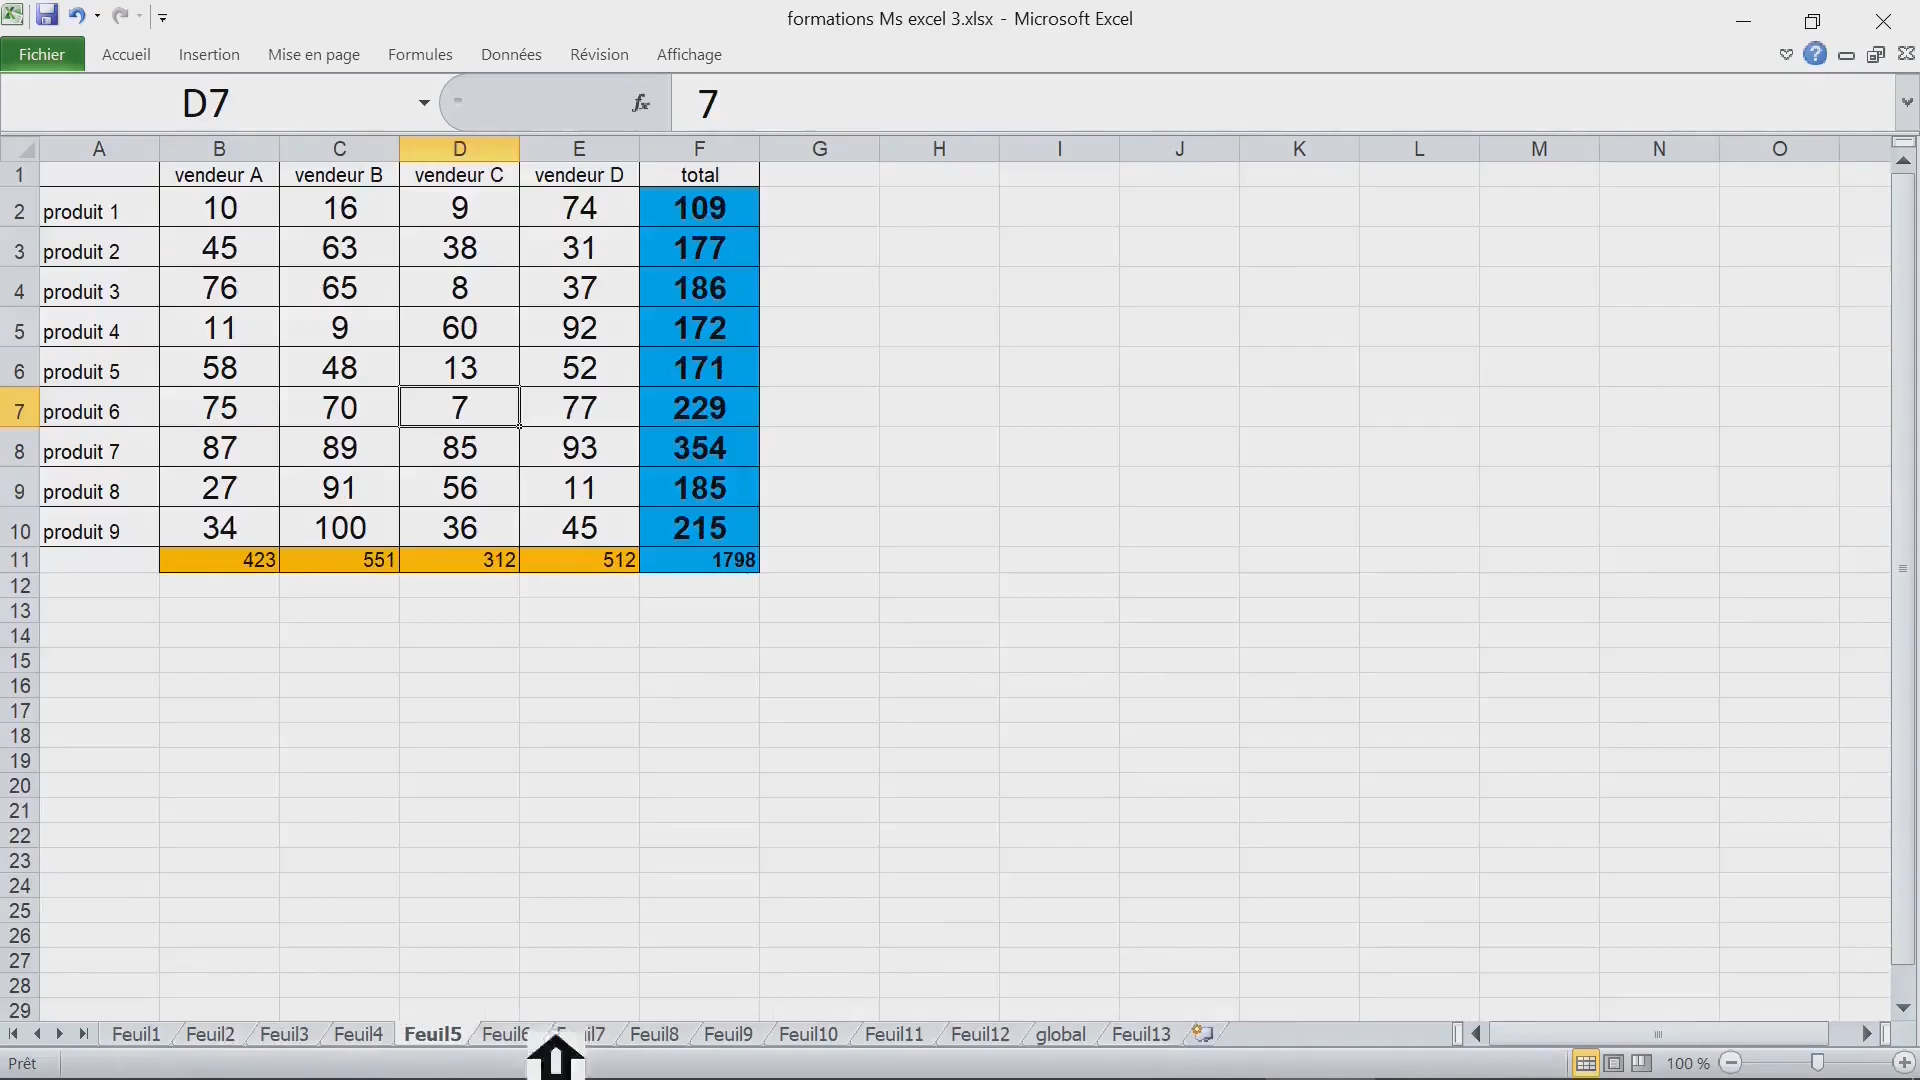 formations Ms excel 3.xlsx - Microsoft Excel
Fichier Accueil Insertion Mise en page Formules Données Révision Affichage
D7 = fx 7
A B C D E F G H I J K L M N O
1 vendeur A vendeur B vendeur C vendeur D total
2 produit 1 10 16 9 74 109
3 produit 2 45 63 38 31 177
4 produit 3 76 65 8 37 186
5 produit 4 11 9 60 92 172
6 produit 5 58 48 13 52 171
7 produit 6 75 70 7 77 229
8 produit 7 87 89 85 93 354
9 produit 8 27 91 56 11 185
10 produit 9 34 100 36 45 215
11 423 551 312 512 1798
12
13
14
15
16
17
18
19
20
21
22
23
24
25
26
27
28
29
Feuil1 Feuil2 Feuil3 Feuil4 Feuil5 Feuil6 Feuil7 Feuil8 Feuil9 Feuil10 Feuil11 Feuil12 global Feuil13
Prêt 100 %